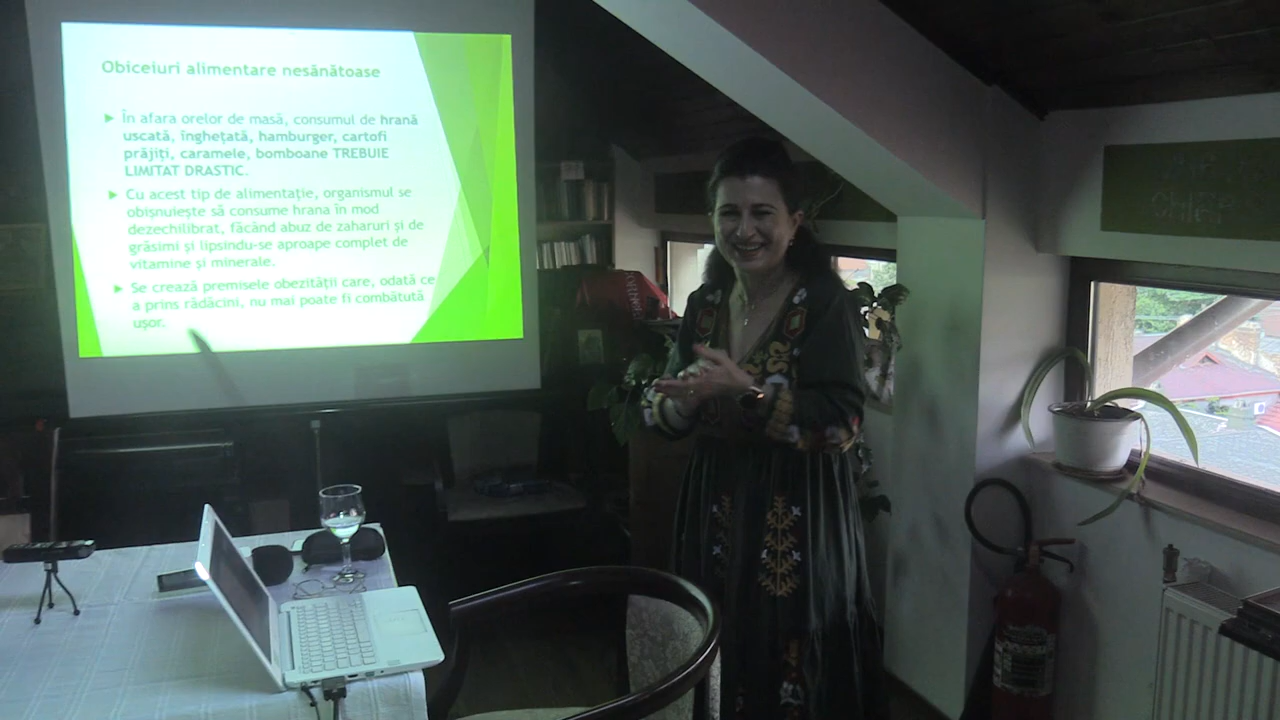 Obiceiuri alimentare nesănătoase
► În afara orelor de masă, consumul de hrană
uscată, înghețată, hamburger, cartofi
prăjiți, caramele, bomboane TREBUIE
LIMITAT DRASTIC.
► Cu acest tip de alimentație, organismul se
obișnuiește să consume hrana în mod
dezechilibrat, făcând abuz de zaharuri și de
grăsimi și lipsindu-se aproape complet de
vitamine și minerale.
► Se crează premisele obezității care, odată ce
a prins rădăcini, nu mai poate fi combătută
ușor.